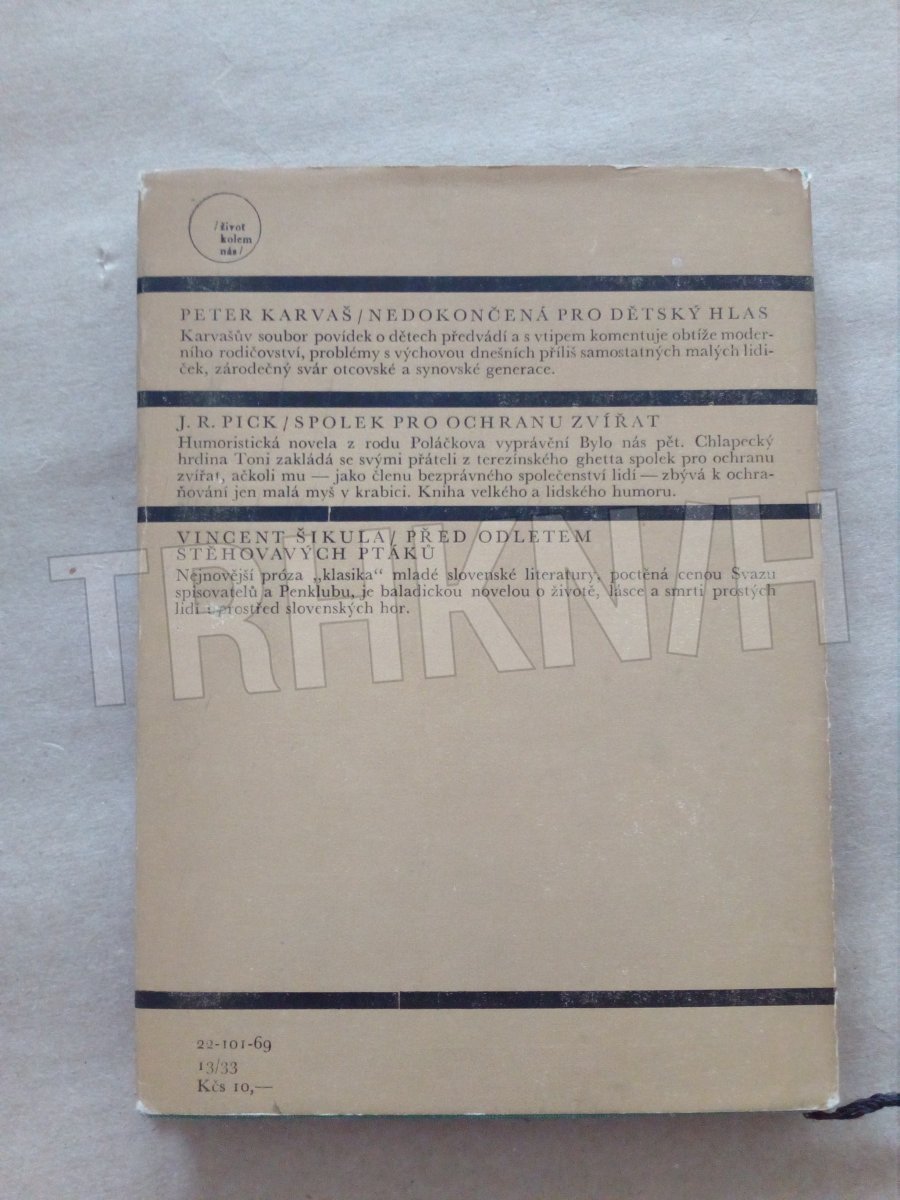 /život
kolem
nás/
PETER KARVAŠ/NEDOKONČENÁ PRO DĚTSKÝ HLAS
Karvašův soubor povídek o dětech předvádí a s vtipem komentuje obtíže moder-
ního rodičovství, problémy s výchovou dnešních příliš samostatných malých lidi-
ček, zárodečný svár otcovské a synovské generace.
J. R. PICK/SPOLEK PRO OCHRANU ZVÍŘAT
Humoristická novela z rodu Poláčkova vyprávění Bylo nás pět. Chlapecký
hrdina Toni zakládá se svými přáteli z terezínského ghetta spolek pro ochranu
zvířat, ačkoli mu — jako členu bezprávného společenství lidí — zbývá k ochra-
ňování jen malá myš v krabici. Kniha velkého a lidského humoru.
VINCENT ŠIKULA/PŘED ODLETEM
STĚHOVAVÝCH PTÁKŮ
Nejnovější próza „klasika“ mladé slovenské literatury, poctěná cenou Svazu
spisovatelů a Penklubu, je baladickou novelou o životě, lásce a smrti prostých
lidí uprostřed slovenských hor.
TRHKNIH
22-101-69
13/33
Kčs 10,—